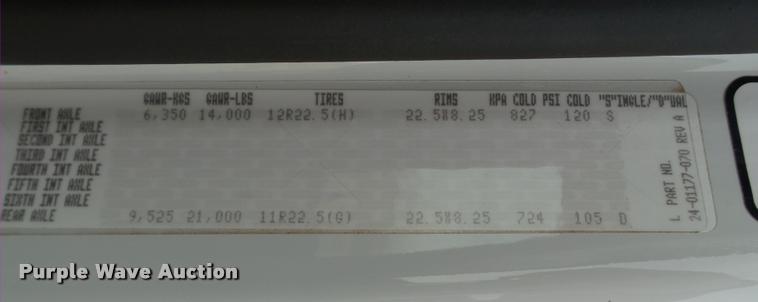 GAWR-KGS GAWR-LBS TIRES RIMS KPA COLD PSI COLD "S"INGLE/"D"UAL
FRONT AXLE 6,350 14,000 12R22.5(H) 22.5X8.25 827 120 S
FIRST INT AXLE
SECOND INT AXLE
THIRD INT AXLE
FOURTH INT AXLE
FIFTH INT AXLE
SIXTH INT AXLE
REAR AXLE 9,525 21,000 11R22.5(G) 22.5X8.25 724 105 D
L PART NO.
24-01177-070 REV A
Purple Wave Auction